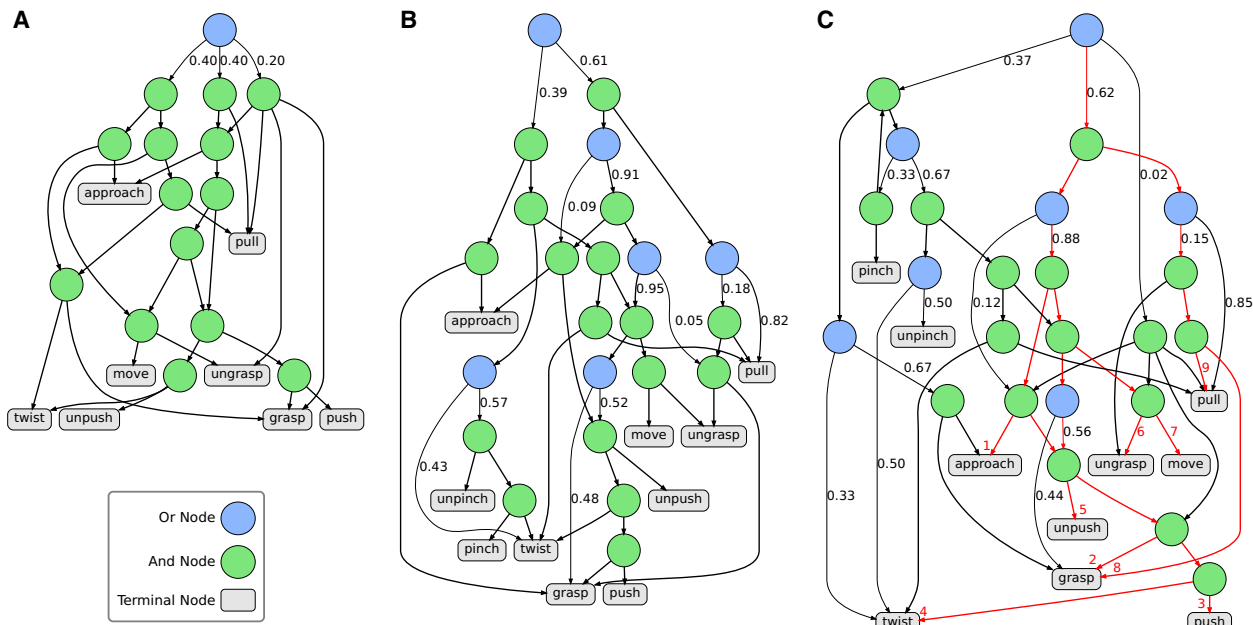 A
B
C
0.40 0.40 0.20
approach
pull
move
ungrasp
twist
unpush
grasp
push
Or Node
And Node
Terminal Node
0.61
0.39
0.91
0.09
0.95
0.18
approach
0.05
0.82
pull
0.57
0.52
move
ungrasp
0.43
unpinch
0.48
unpush
pinch
twist
grasp
push
0.37
0.62
0.33
0.67
0.02
0.88
0.15
pinch
0.50
0.12
0.85
unpinch
0.67
9
pull
1
0.56
6
7
approach
ungrasp
move
0.50
0.44
0.33
5
unpush
2
8
grasp
3
4
twist
push